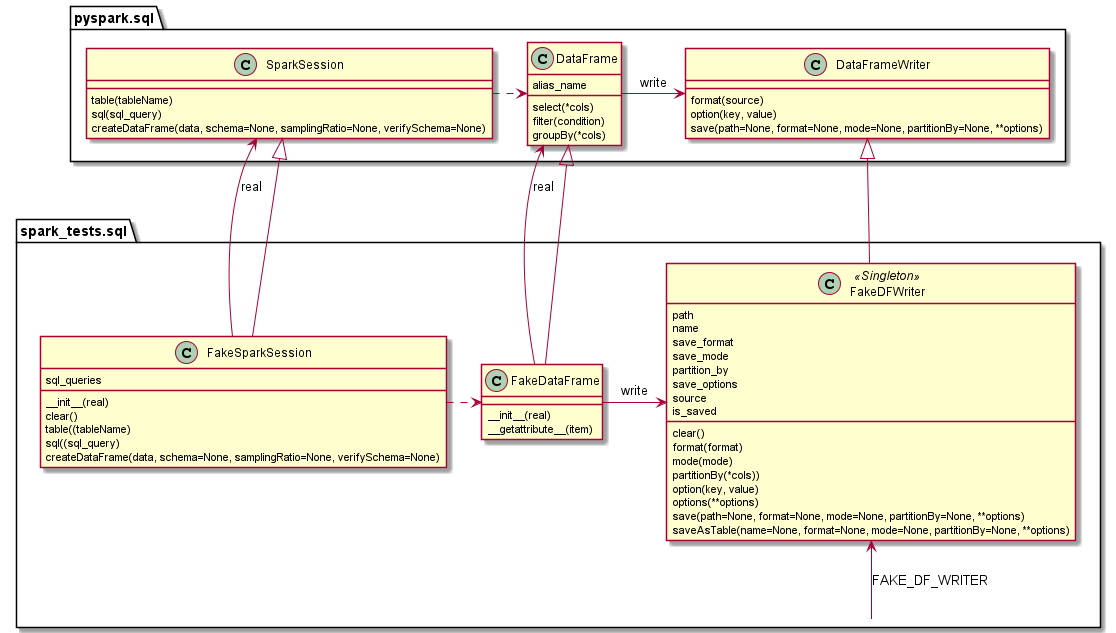 pyspark.sql
C SparkSession
table(tableName)
sql(sql_query)
createDataFrame(data, schema=None, samplingRatio=None, verifySchema=None)
C DataFrame
alias_name
select(*cols)
filter(condition)
groupBy(*cols)
write
C DataFrameWriter
format(source)
option(key, value)
save(path=None, format=None, mode=None, partitionBy=None, **options)
real
real
spark_tests.sql
C FakeSparkSession
sql_queries
__init__(real)
clear()
table((tableName)
sql((sql_query)
createDataFrame(data, schema=None, samplingRatio=None, verifySchema=None)
C FakeDataFrame
__init__(real)
__getattribute__(item)
write
C «Singleton»
FakeDFWriter
path
name
save_format
save_mode
partition_by
save_options
source
is_saved
clear()
format(format)
mode(mode)
partitionBy(*cols))
option(key, value)
options(**options)
save(path=None, format=None, mode=None, partitionBy=None, **options)
saveAsTable(name=None, format=None, mode=None, partitionBy=None, **options)
FAKE_DF_WRITER